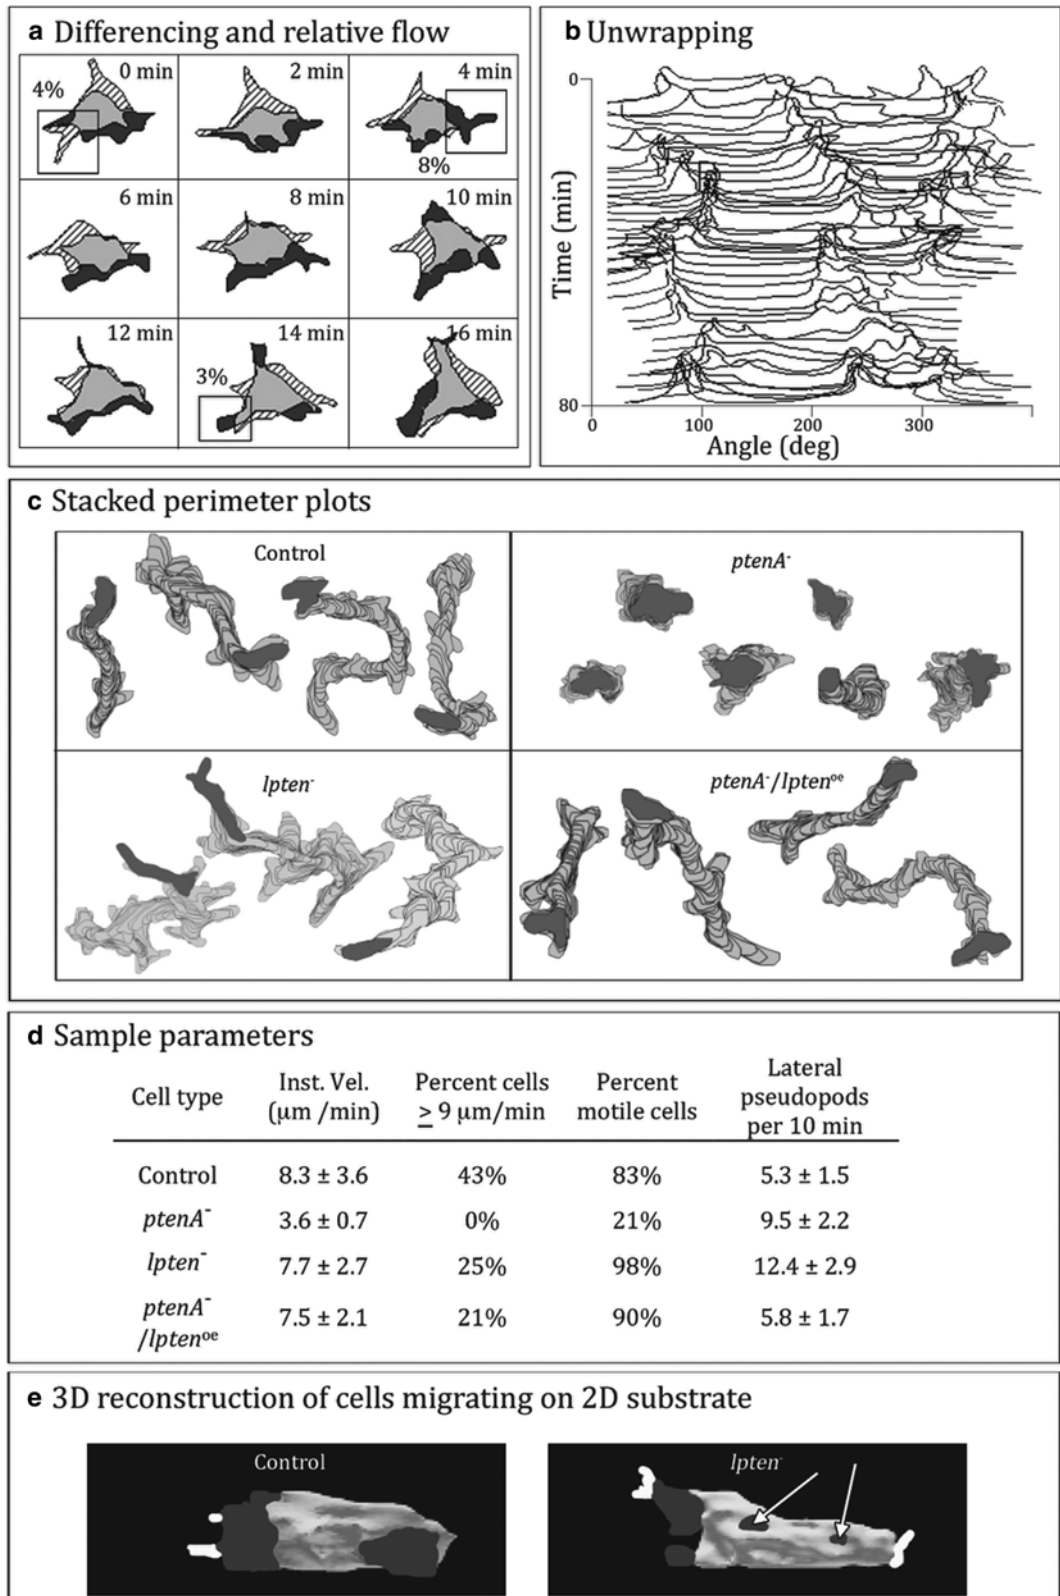 a Differencing and relative flow
0 min
2 min
4 min
4%
8%
6 min
8 min
10 min
12 min
14 min
16 min
3%
b Unwrapping
0
80
Time (min)
0
100
200
300
Angle (deg)
c Stacked perimeter plots
Control
ptenA⁻
lpten⁻
ptenA⁻/lptenᵒᵉ
d Sample parameters
Cell type
Inst. Vel.
(μm /min)
Percent cells
≥ 9 μm/min
Percent
motile cells
Lateral
pseudopods
per 10 min
Control 8.3 ± 3.6 43% 83% 5.3 ± 1.5
ptenA⁻ 3.6 ± 0.7 0% 21% 9.5 ± 2.2
lpten⁻ 7.7 ± 2.7 25% 98% 12.4 ± 2.9
ptenA⁻
/lptenᵒᵉ
7.5 ± 2.1 21% 90% 5.8 ± 1.7
e 3D reconstruction of cells migrating on 2D substrate
Control
lpten⁻